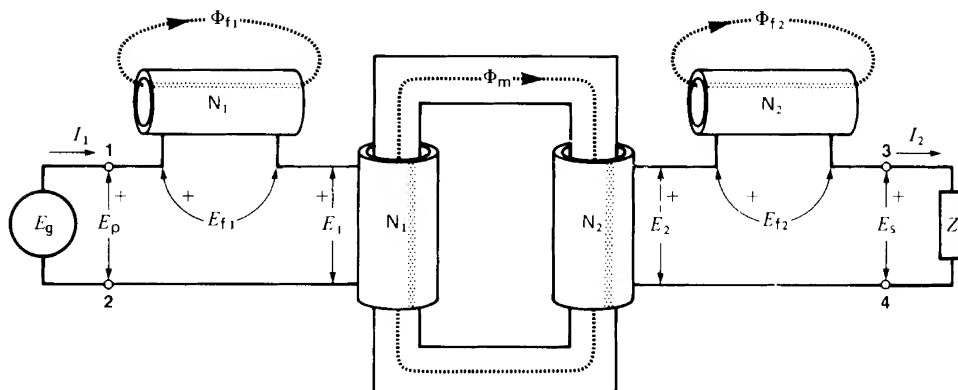 Φf1
Φf2
Φm
N1
N2
I1
1
3
I2
+
+
+
+
+
+
Eg
Ep
Ef1
E1
N1
N2
E2
Ef2
Es
Z
2
4